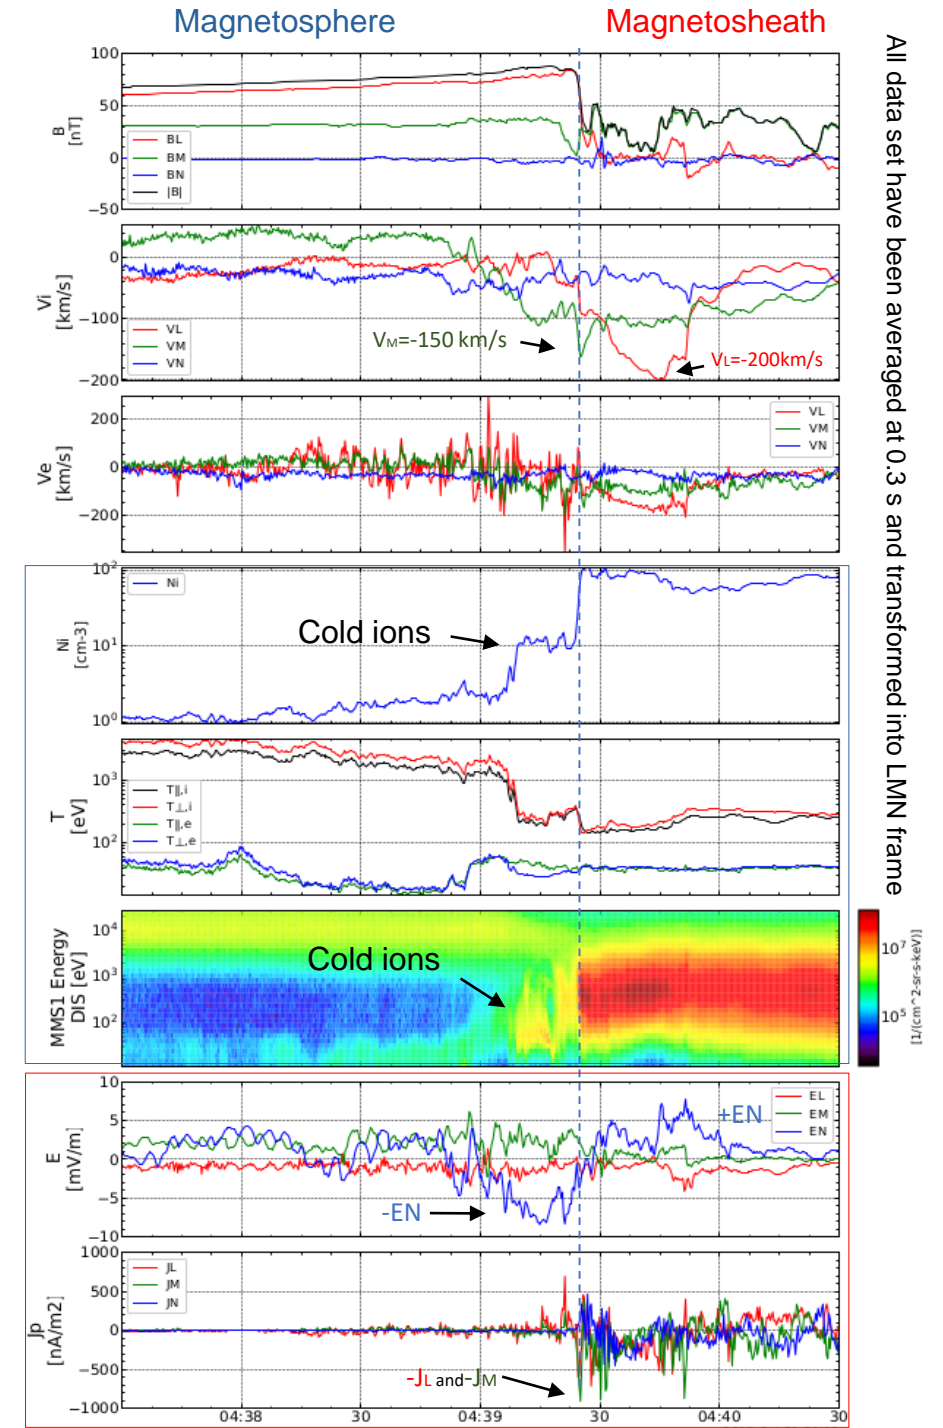 Magnetosphere
Magnetosheath
All data set have been averaged at 0.3 s and transformed into LMN frame
100
50
0
−50
B
[nT]
BL
BM
BN
|B|
0
−100
−200
Vi
[km/s]
VL
VM
VN
VM=-150 km/s
VL=-200km/s
200
0
−200
Ve
[km/s]
VL
VM
VN
10^2
10^1
10^0
Ni
[cm-3]
Ni
Cold ions
10^3
10^2
T
[eV]
T∥,i
T⊥,i
T∥,e
T⊥,e
10^4
10^3
10^2
MMS1 Energy
DIS [eV]
Cold ions
10^7
10^5
[1/(cm^2-sr-s-keV)]
10
5
0
−5
−10
E
[mV/m]
EL
EM
EN
+EN
-EN
1000
500
0
−500
−1000
Jp
[nA/m2]
JL
JM
JN
-JL and-JM
04:38
30
04:39
30
04:40
30